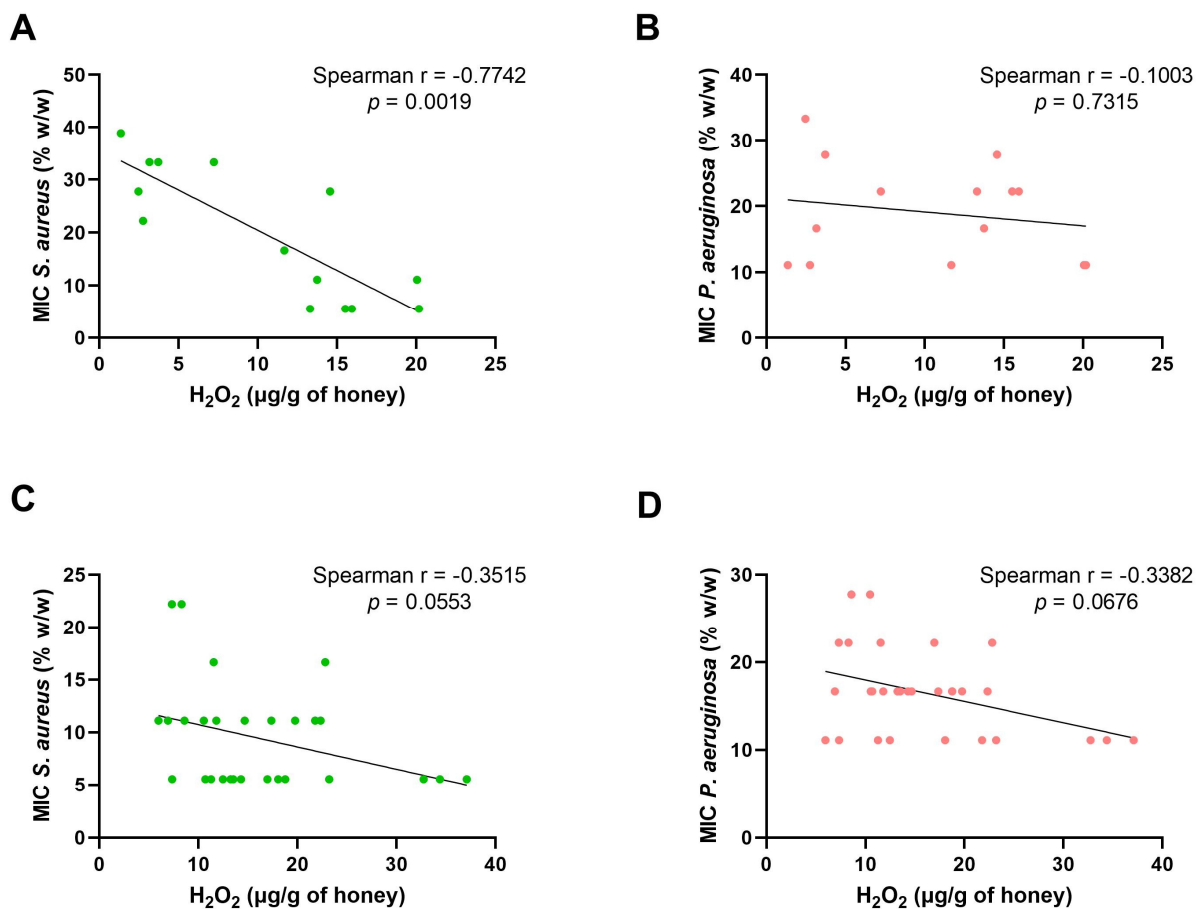 A
Spearman r = -0.7742
p = 0.0019
MIC S. aureus (% w/w)
50
40
30
20
10
0
0 5 10 15 20 25
H₂O₂ (µg/g of honey)
B
Spearman r = -0.1003
p = 0.7315
MIC P. aeruginosa (% w/w)
40
30
20
10
0
0 5 10 15 20 25
H₂O₂ (µg/g of honey)
C
Spearman r = -0.3515
p = 0.0553
MIC S. aureus (% w/w)
25
20
15
10
5
0
0 10 20 30 40
H₂O₂ (µg/g of honey)
D
Spearman r = -0.3382
p = 0.0676
MIC P. aeruginosa (% w/w)
30
20
10
0
0 10 20 30 40
H₂O₂ (µg/g of honey)